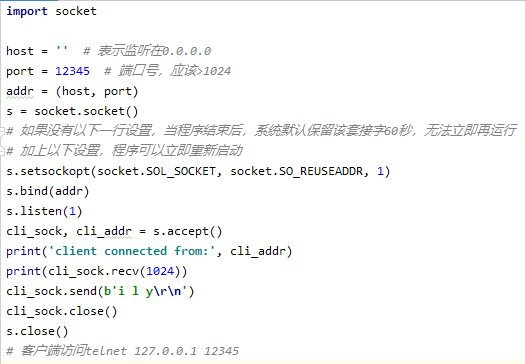 import socket
host = ''  # 表示监听在0.0.0.0
port = 12345  # 端口号，应该>1024
addr = (host, port)
s = socket.socket()
# 如果没有以下一行设置，当程序结束后，系统默认保留该套接字60秒，无法立即再运行
# 加上以下设置，程序可以立即重新启动
s.setsockopt(socket.SOL_SOCKET, socket.SO_REUSEADDR, 1)
s.bind(addr)
s.listen(1)
cli_sock, cli_addr = s.accept()
print('client connected from:', cli_addr)
print(cli_sock.recv(1024))
cli_sock.send(b'i l y\r\n')
cli_sock.close()
s.close()
# 客户端访问telnet 127.0.0.1 12345